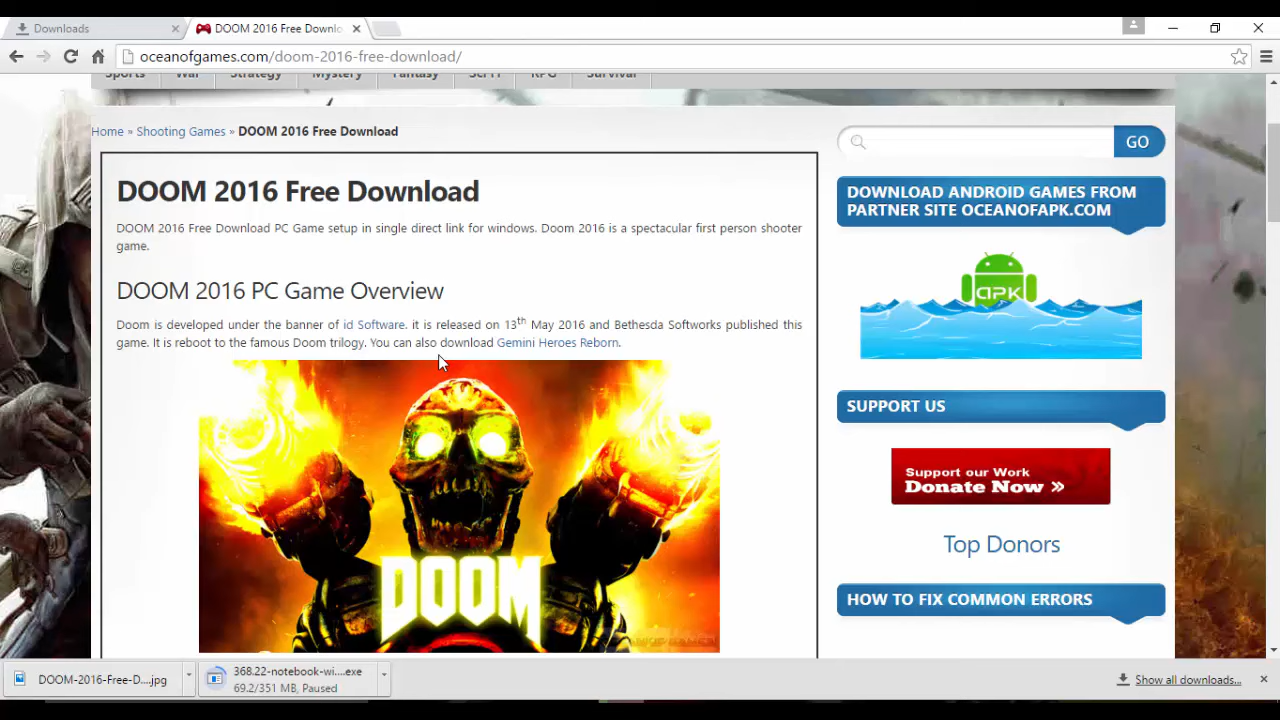 Downloads
DOOM 2016 Free Downlo
oceanofgames.com/doom-2016-free-download/
Sports War Strategy Mystery Fantasy Sci Fi RPG Survival
Home » Shooting Games » DOOM 2016 Free Download
GO
DOOM 2016 Free Download
DOWNLOAD ANDROID GAMES FROM
PARTNER SITE OCEANOFAPK.COM
DOOM 2016 Free Download PC Game setup in single direct link for windows. Doom 2016 is a spectacular first person shooter
game.
apk
DOOM 2016 PC Game Overview
Doom is developed under the banner of id Software. it is released on 13th May 2016 and Bethesda Softworks published this
game. It is reboot to the famous Doom trilogy. You can also download Gemini Heroes Reborn.
SUPPORT US
Support our Work
Donate Now »
DOOM
Top Donors
HOW TO FIX COMMON ERRORS
DOOM-2016-Free-D....jpg
368.22-notebook-wi....exe
69.2/351 MB, Paused
Show all downloads...